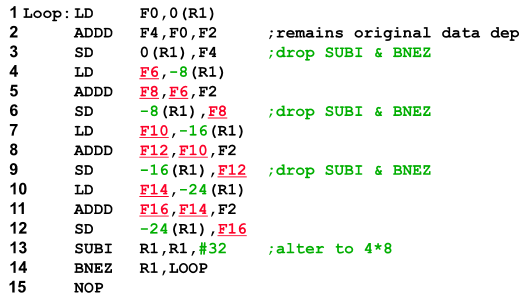 1 Loop: LD F0,0(R1)
2 ADDD F4,F0,F2 ;remains original data dep
3 SD 0(R1),F4 ;drop SUBI & BNEZ
4 LD F6,-8(R1)
5 ADDD F8,F6,F2
6 SD -8(R1),F8 ;drop SUBI & BNEZ
7 LD F10,-16(R1)
8 ADDD F12,F10,F2
9 SD -16(R1),F12 ;drop SUBI & BNEZ
10 LD F14,-24(R1)
11 ADDD F16,F14,F2
12 SD -24(R1),F16
13 SUBI R1,R1,#32 ;alter to 4*8
14 BNEZ R1,LOOP
15 NOP